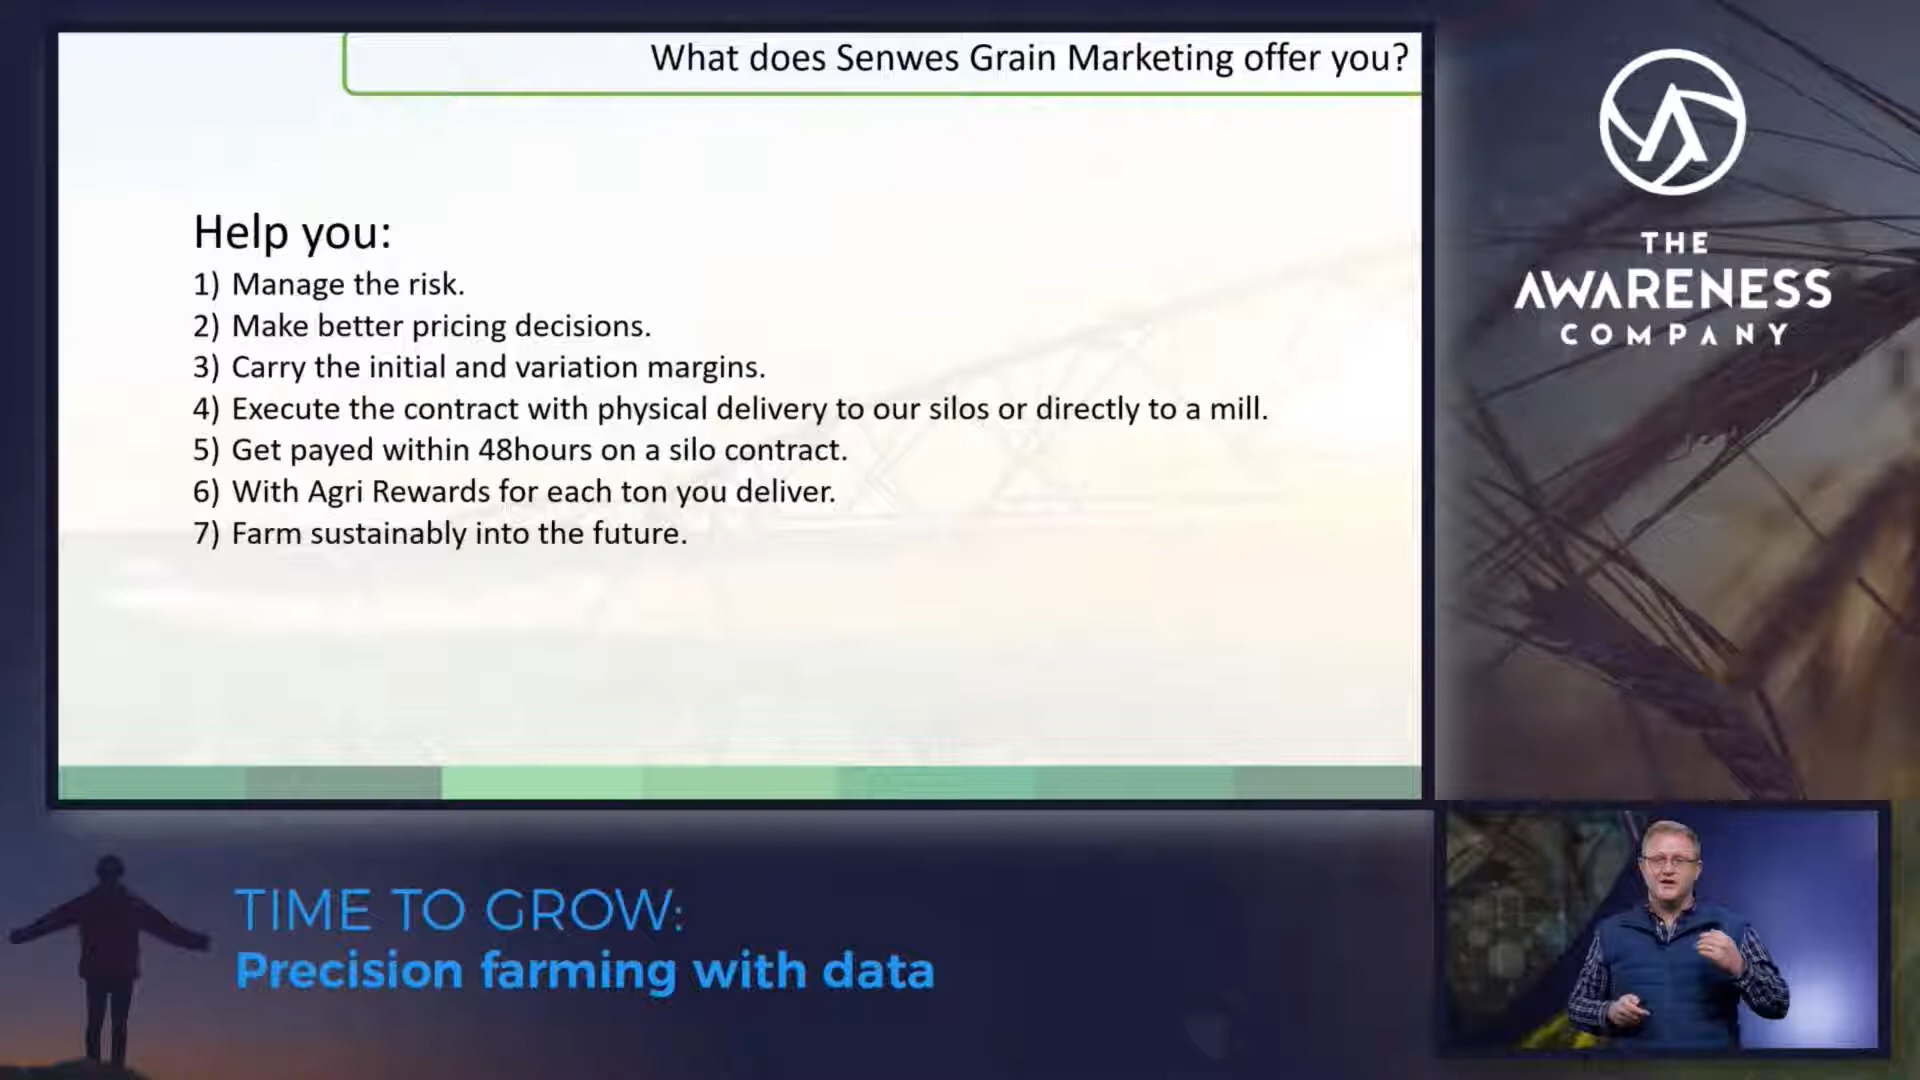 What does Senwes Grain Marketing offer you?
Help you:
1) Manage the risk.
2) Make better pricing decisions.
3) Carry the initial and variation margins.
4) Execute the contract with physical delivery to our silos or directly to a mill.
5) Get payed within 48hours on a silo contract.
6) With Agri Rewards for each ton you deliver.
7) Farm sustainably into the future.
THE
AWARENESS
COMPANY
TIME TO GROW:
Precision farming with data